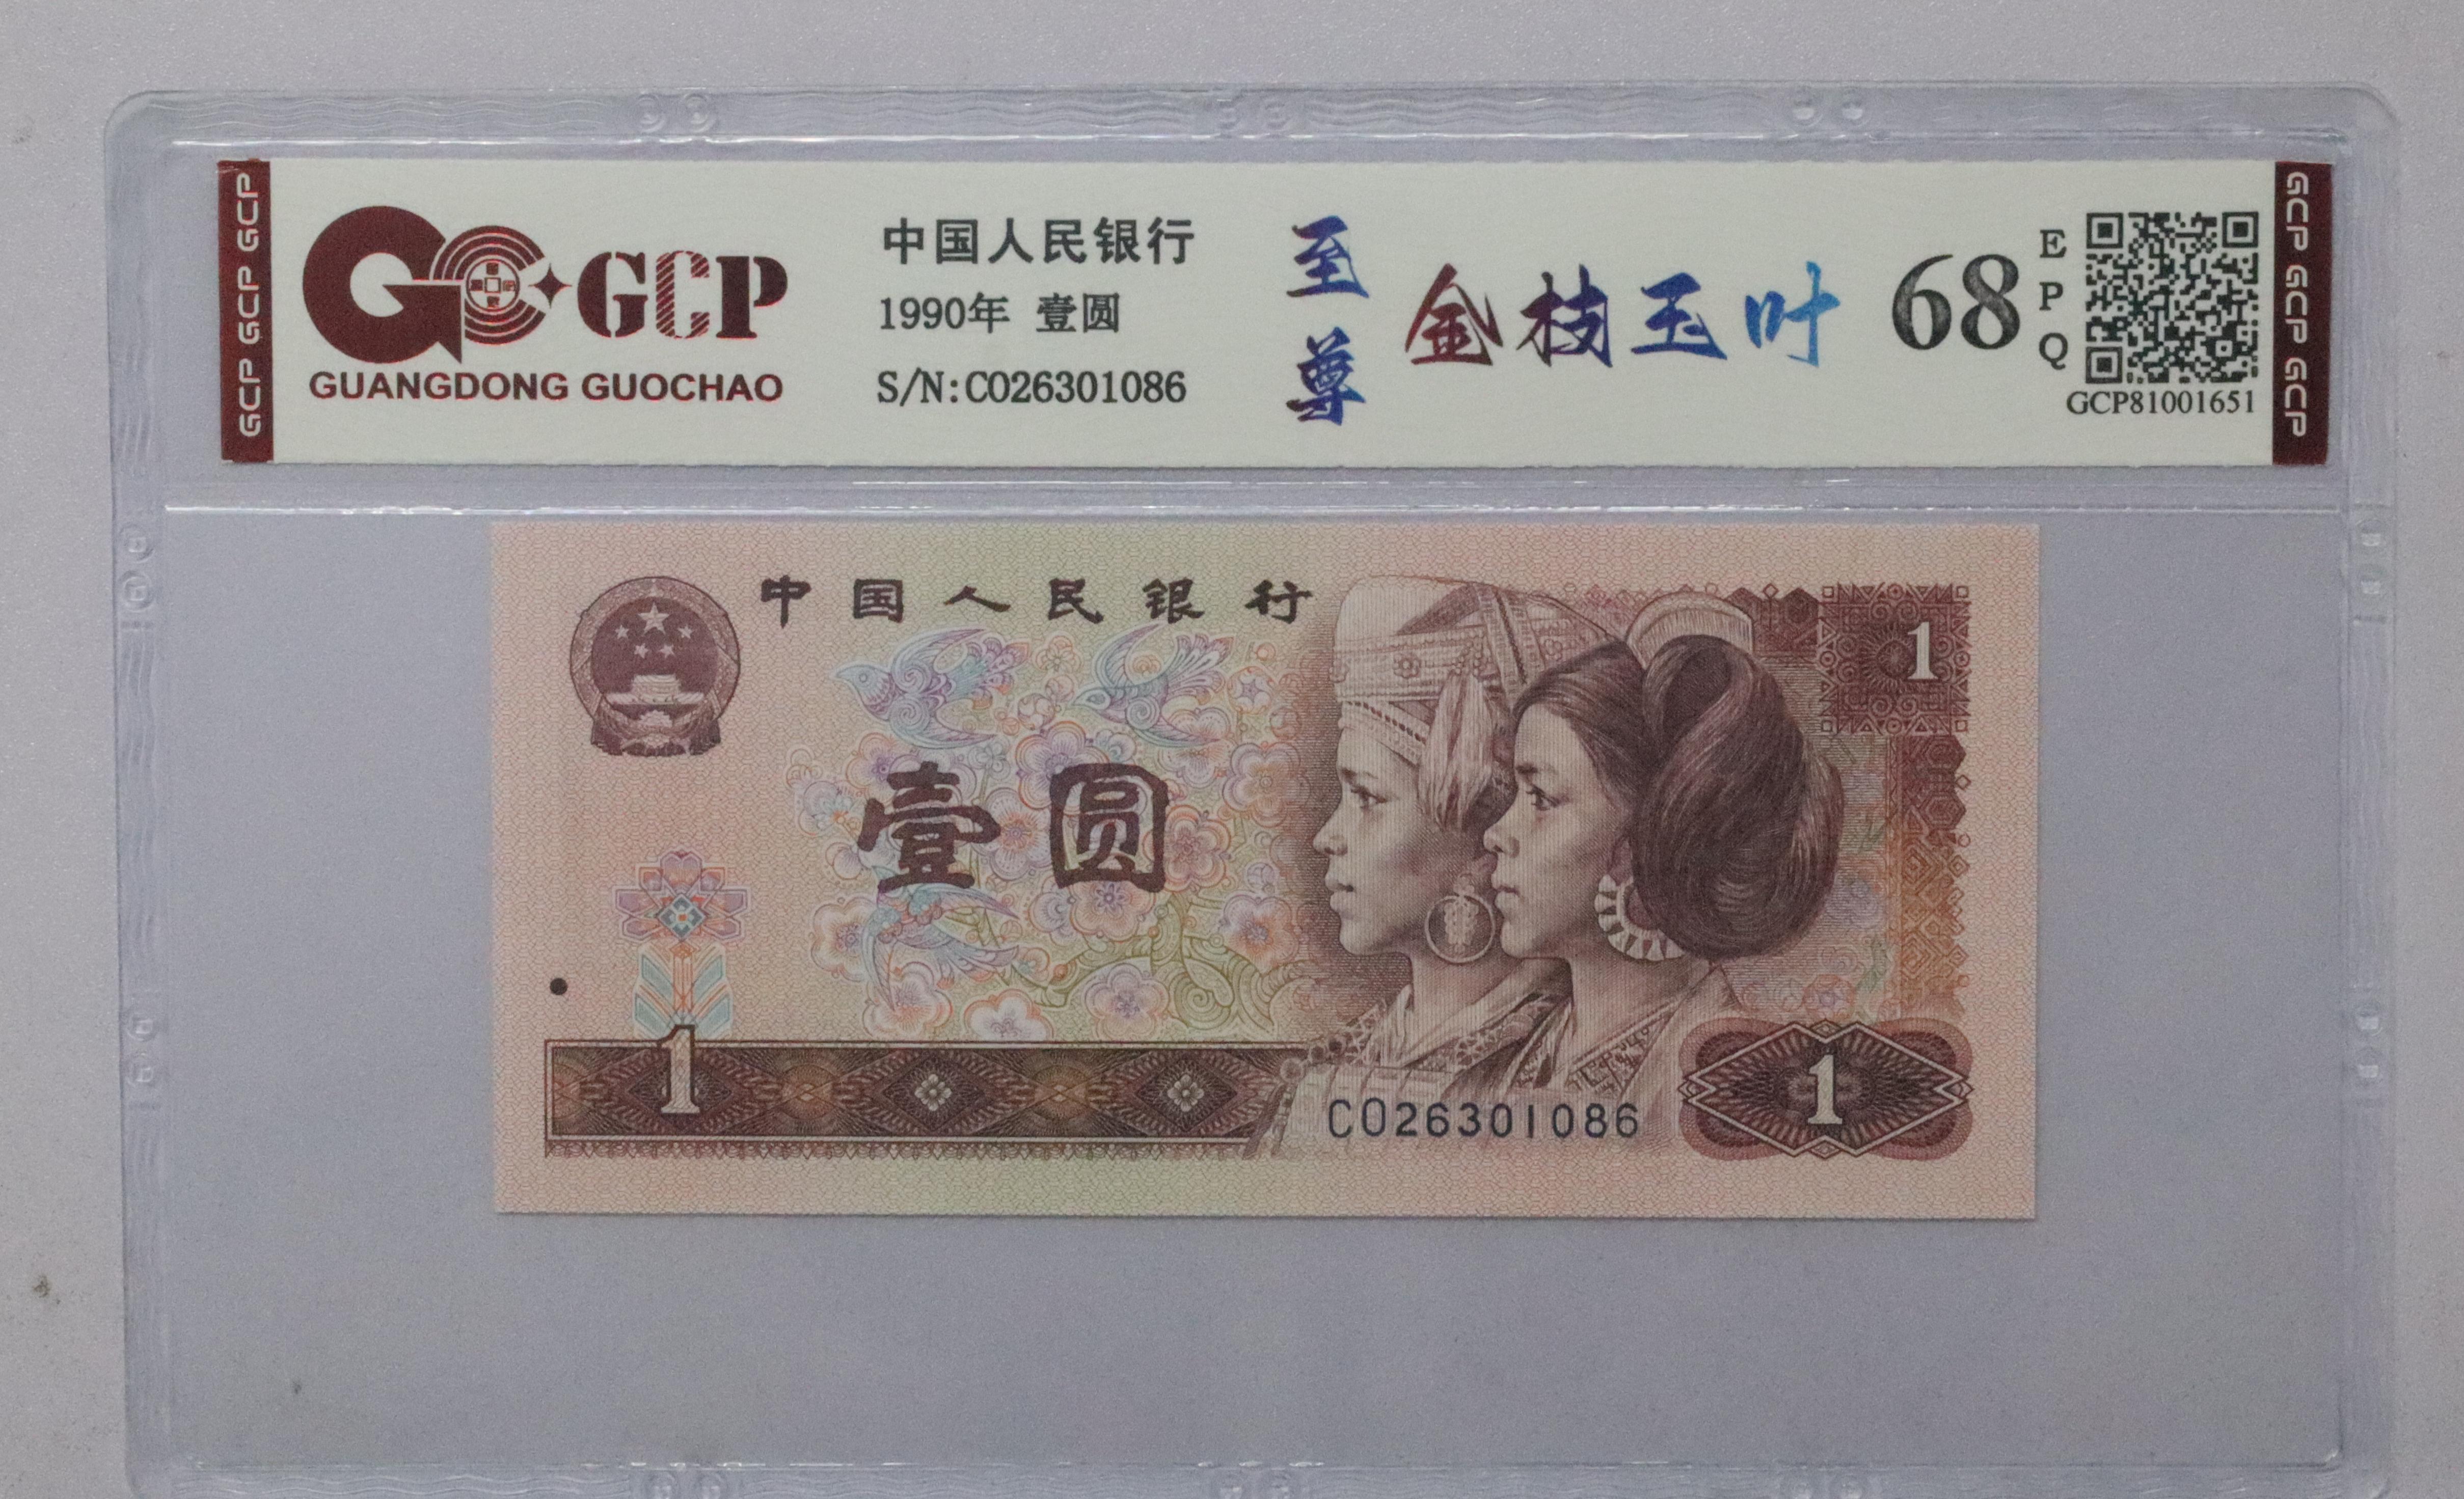 GCP GCP GCP
GCP
GUANGDONG GUOCHAO
中国人民银行
1990年 壹圆
S/N:CO26301086
至尊
金枝玉叶
68
EPQ
GCP81001651
GCP GCP GCP
中国人民银行
1
壹圆
1
CO26301086
1